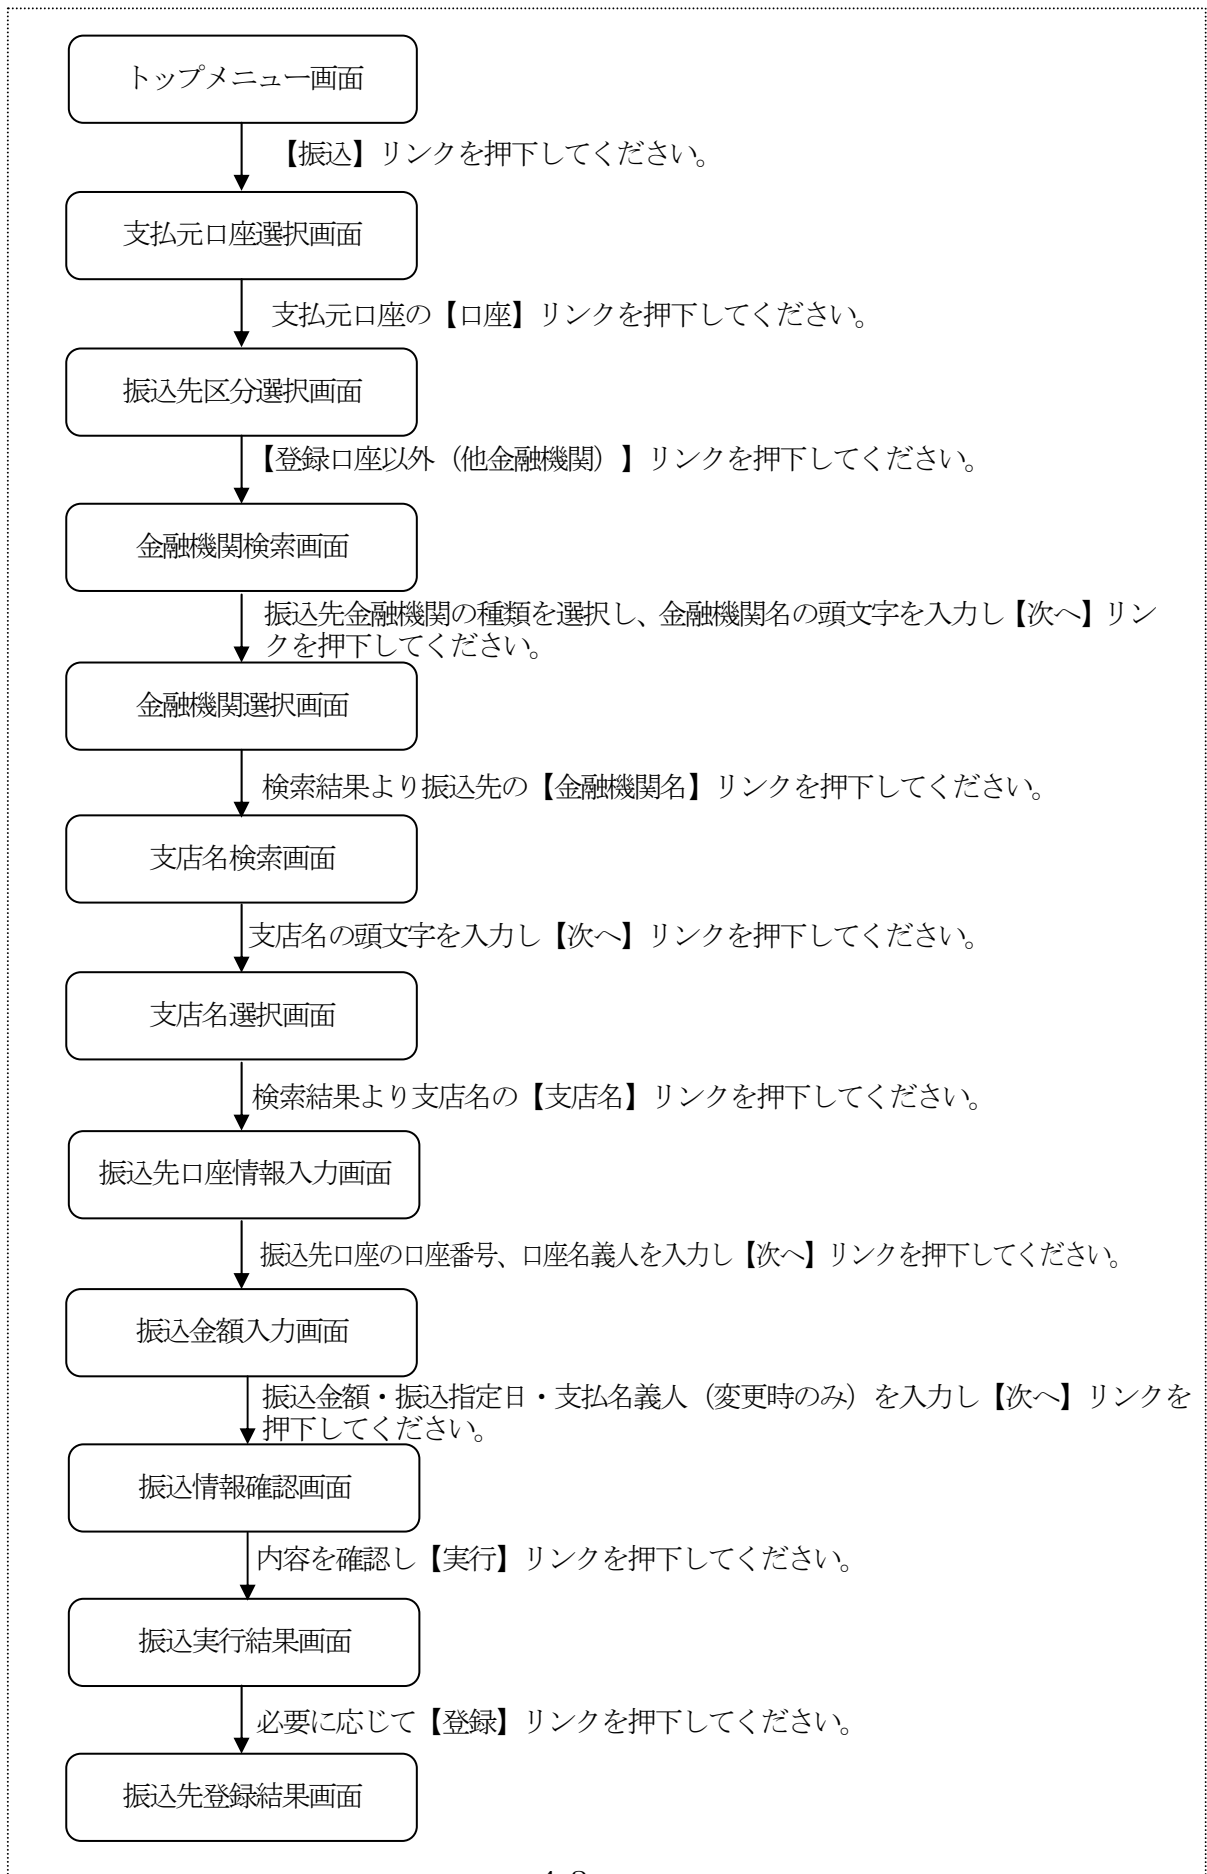 トップメニュー画面
【振込】リンクを押下してください。
支払元口座選択画面
支払元口座の【口座】リンクを押下してください。
振込先区分選択画面
【登録口座以外（他金融機関）】リンクを押下してください。
金融機関検索画面
振込先金融機関の種類を選択し、金融機関名の頭文字を入力し【次へ】リン
クを押下してください。
金融機関選択画面
検索結果より振込先の【金融機関名】リンクを押下してください。
支店名検索画面
支店名の頭文字を入力し【次へ】リンクを押下してください。
支店名選択画面
検索結果より支店名の【支店名】リンクを押下してください。
振込先口座情報入力画面
振込先口座の口座番号、口座名義人を入力し【次へ】リンクを押下してください。
振込金額入力画面
振込金額・振込指定日・支払名義人（変更時のみ）を入力し【次へ】リンクを
押下してください。
振込情報確認画面
内容を確認し【実行】リンクを押下してください。
振込実行結果画面
必要に応じて【登録】リンクを押下してください。
振込先登録結果画面